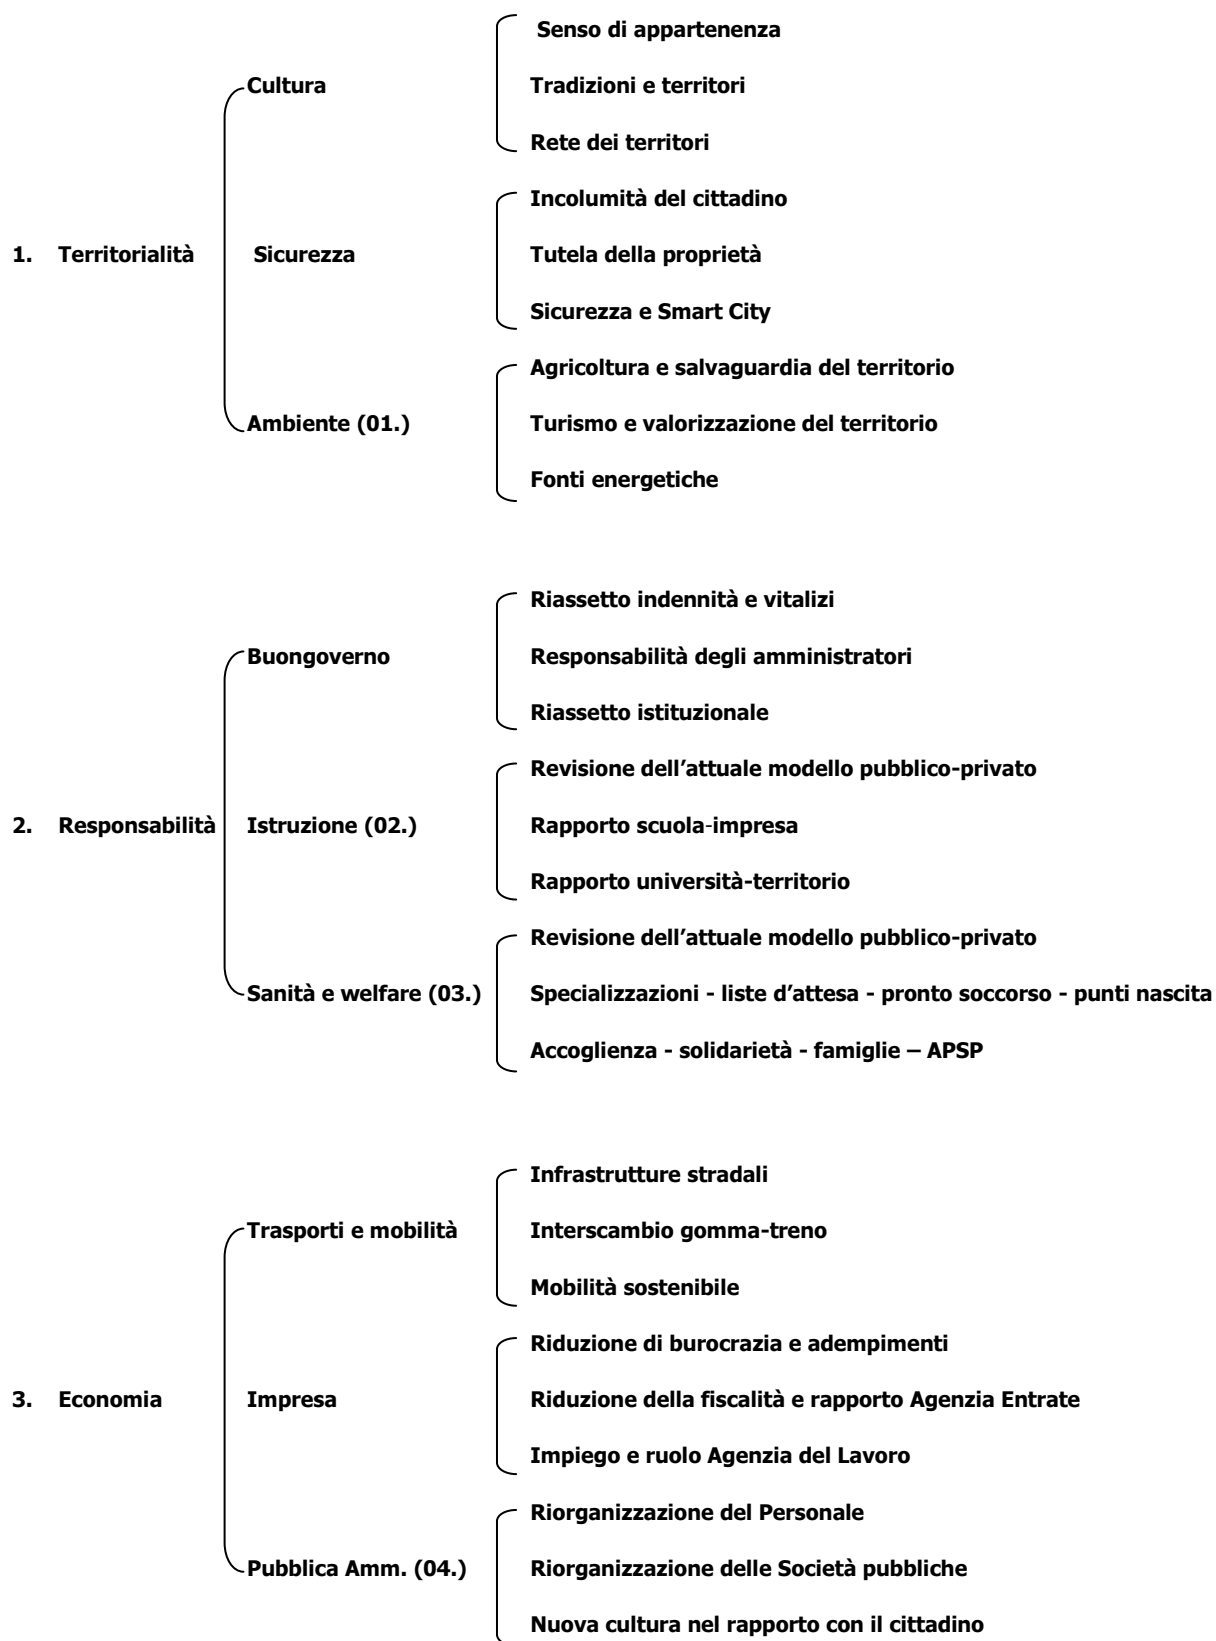 Senso di appartenenza
Cultura Tradizioni e territori
Rete dei territori
Incolumità del cittadino
1. Territorialità Sicurezza Tutela della proprietà
Sicurezza e Smart City
Agricoltura e salvaguardia del territorio
Ambiente (01.) Turismo e valorizzazione del territorio
Fonti energetiche
Riassetto indennità e vitalizi
Buongoverno Responsabilità degli amministratori
Riassetto istituzionale
Revisione dell’attuale modello pubblico-privato
2. Responsabilità Istruzione (02.) Rapporto scuola-impresa
Rapporto università-territorio
Revisione dell’attuale modello pubblico-privato
Sanità e welfare (03.) Specializzazioni - liste d’attesa - pronto soccorso - punti nascita
Accoglienza - solidarietà - famiglie – APSP
Infrastrutture stradali
Trasporti e mobilità Interscambio gomma-treno
Mobilità sostenibile
Riduzione di burocrazia e adempimenti
3. Economia Impresa Riduzione della fiscalità e rapporto Agenzia Entrate
Impiego e ruolo Agenzia del Lavoro
Riorganizzazione del Personale
Pubblica Amm. (04.) Riorganizzazione delle Società pubbliche
Nuova cultura nel rapporto con il cittadino